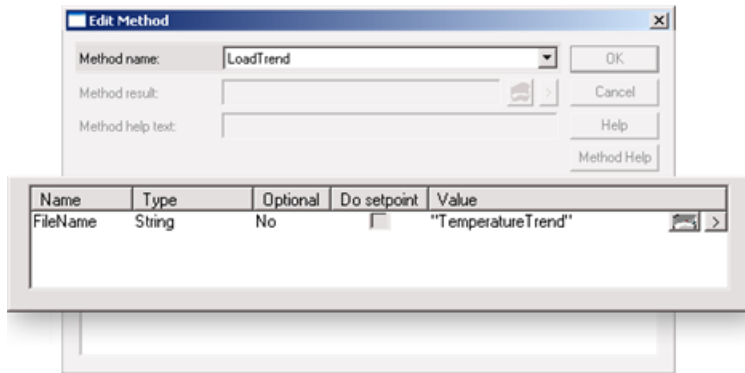 Edit Method
Method name: LoadTrend OK
Method result: > Cancel
Method help text: Help
Method Help
Name Type Optional Do setpoint Value
FileName String No "TemperatureTrend" >